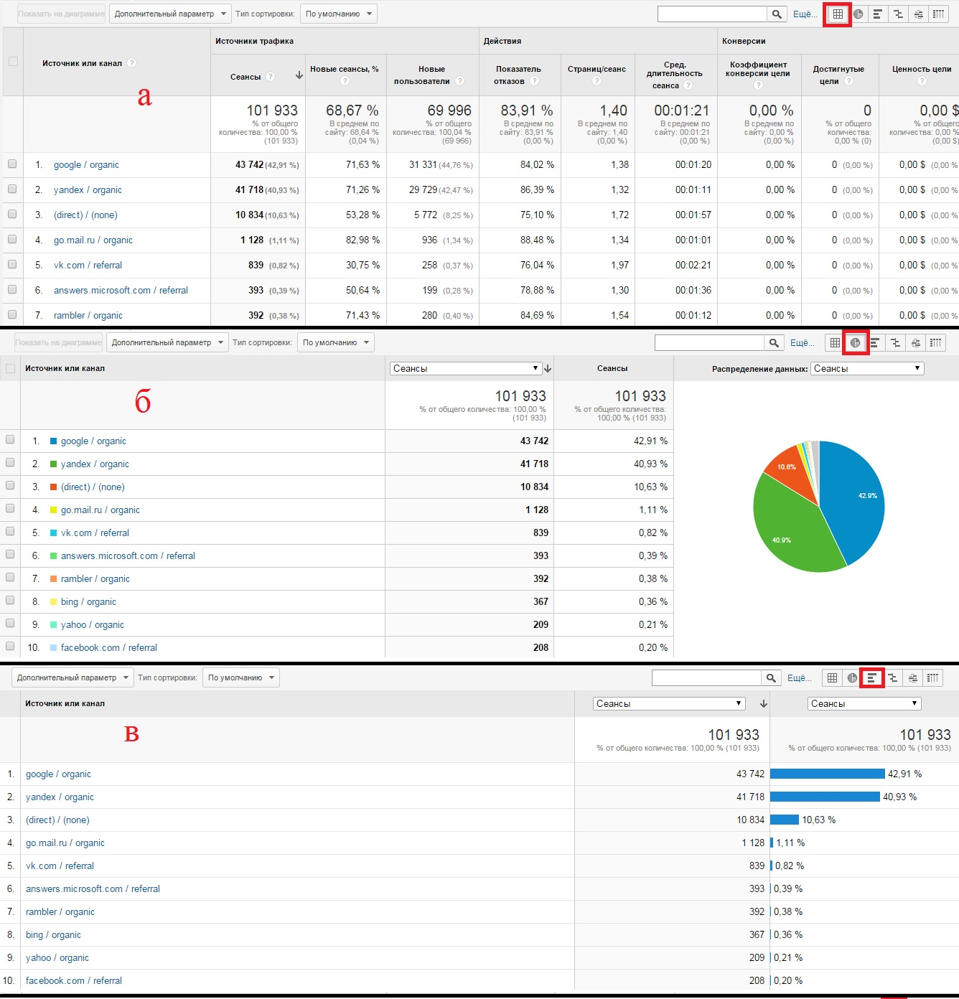 Показать на диаграмме Дополнительный параметр Тип сортировки: По умолчанию Ещё...
Источники трафика Действия Конверсии
Источник или канал ? Сеансы ? Новые сеансы, % ? Новые пользователи ? Показатель отказов ? Страниц/сеанс ? Сред. длительность сеанса ? Коэффициент конверсии цели ? Достигнутые цели ? Ценность цели ?
а
101 933 68,67 % 69 996 83,91 % 1,40 00:01:21 0,00 % 0 0,00 $
% от общего количества: 100,00 % (101 933) В среднем по сайту: 68,64 % (0,04 %) % от общего количества: 100,04 % (69 966) В среднем по сайту: 83,91 % (0,00 %) В среднем по сайту: 1,40 (0,00 %) В среднем по сайту: 00:01:21 (0,00 %) В среднем по сайту: 0,00 % (0,00 %) % от общего количества: 0,00 % (0) % от общего количества: 0,00 % (0,00 $)
1. google / organic 43 742 (42,91 %) 71,63 % 31 331 (44,76 %) 84,02 % 1,38 00:01:20 0,00 % 0 (0,00 %) 0,00 $ (0,00 %
2. yandex / organic 41 718 (40,93 %) 71,26 % 29 729 (42,47 %) 86,39 % 1,32 00:01:11 0,00 % 0 (0,00 %) 0,00 $ (0,00 %
3. (direct) / (none) 10 834 (10,63 %) 53,28 % 5 772 (8,25 %) 75,10 % 1,72 00:01:57 0,00 % 0 (0,00 %) 0,00 $ (0,00 %
4. go.mail.ru / organic 1 128 (1,11 %) 82,98 % 936 (1,34 %) 88,48 % 1,34 00:01:01 0,00 % 0 (0,00 %) 0,00 $ (0,00 %
5. vk.com / referral 839 (0,82 %) 30,75 % 258 (0,37 %) 76,04 % 1,97 00:02:21 0,00 % 0 (0,00 %) 0,00 $ (0,00 %
6. answers.microsoft.com / referral 393 (0,39 %) 50,64 % 199 (0,28 %) 78,88 % 1,30 00:01:36 0,00 % 0 (0,00 %) 0,00 $ (0,00 %
7. rambler / organic 392 (0,38 %) 71,43 % 280 (0,40 %) 84,69 % 1,54 00:01:12 0,00 % 0 (0,00 %) 0,00 $ (0,00 %
Показать на диаграмме Дополнительный параметр Тип сортировки: По умолчанию Ещё...
Источник или канал Сеансы Сеансы Распределение данных: Сеансы
б
101 933 101 933
% от общего количества: 100,00 % (101 933) % от общего количества: 100,00 % (101 933)
1. google / organic 43 742 42,91 %
2. yandex / organic 41 718 40,93 %
3. (direct) / (none) 10 834 10,63 %
4. go.mail.ru / organic 1 128 1,11 %
5. vk.com / referral 839 0,82 %
6. answers.microsoft.com / referral 393 0,39 %
7. rambler / organic 392 0,38 %
8. bing / organic 367 0,36 %
9. yahoo / organic 209 0,21 %
10. facebook.com / referral 208 0,20 %
10.6%
42.9%
40.9%
Дополнительный параметр Тип сортировки: По умолчанию Ещё...
Источник или канал Сеансы Сеансы
в
101 933 101 933
% от общего количества: 100,00 % (101 933) % от общего количества: 100,00 % (101 933)
1. google / organic 43 742 42,91 %
2. yandex / organic 41 718 40,93 %
3. (direct) / (none) 10 834 10,63 %
4. go.mail.ru / organic 1 128 1,11 %
5. vk.com / referral 839 0,82 %
6. answers.microsoft.com / referral 393 0,39 %
7. rambler / organic 392 0,38 %
8. bing / organic 367 0,36 %
9. yahoo / organic 209 0,21 %
10. facebook.com / referral 208 0,20 %